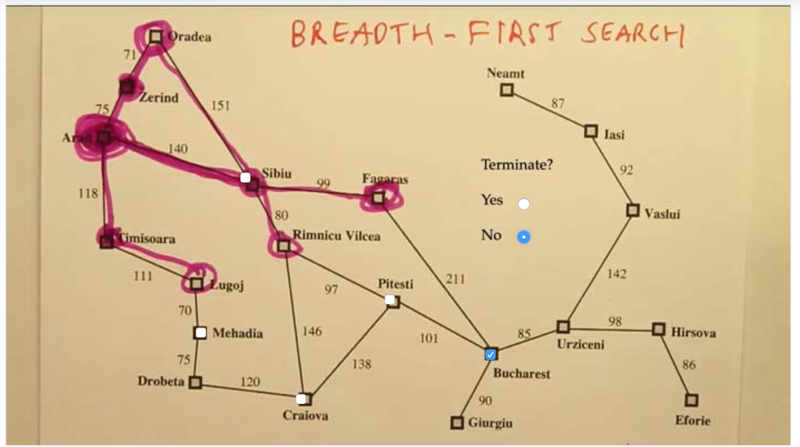 BREADTH - FIRST SEARCH
Oradea
71
Neamt
87
Zerind
151
75
Iasi
Arad
140
92
Terminate?
Sibiu
99
Fagaras
118
Yes
Vaslui
80
Timisoara
Rimnicu Vilcea
No
142
111
Lugoj
97
Pitesti
211
70
98
Mehadia
146
101
85
Hirsova
Urziceni
75
138
86
Bucharest
Drobeta
120
90
Craiova
Giurgiu
Eforie